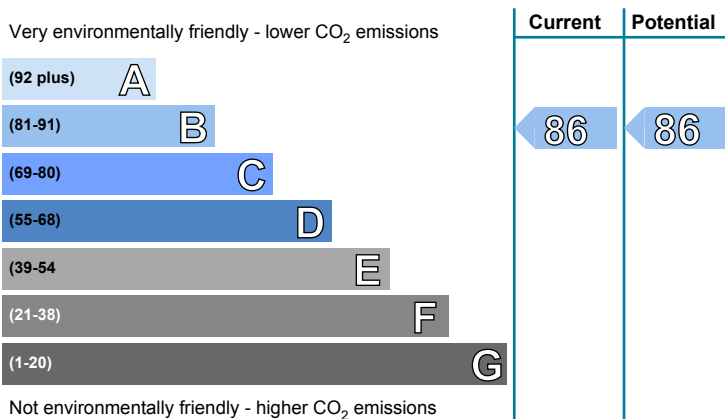 Very environmentally friendly - lower CO2 emissions
Current
Potential
(92 plus) A
(81-91) B
86
86
(69-80) C
(55-68) D
(39-54 E
(21-38) F
(1-20) G
Not environmentally friendly - higher CO2 emissions